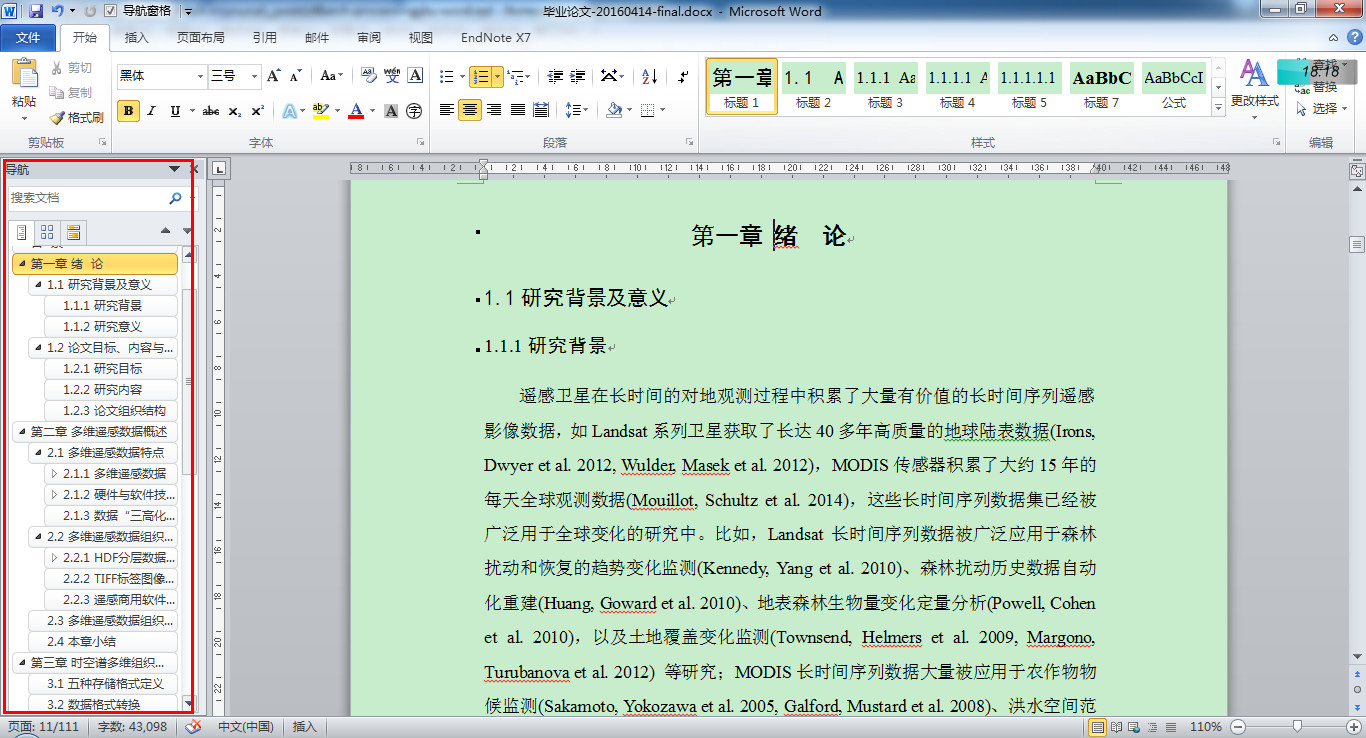 毕业论文-20160414-final.docx - Microsoft Word
导航窗格
文件 开始 插入 页面布局 引用 邮件 审阅 视图 EndNote X7
剪切
复制
格式刷
粘贴
剪贴板
黑体 三号
字体
段落
第一章 1.1 A 1.1.1 Aa 1.1.1.1 A 1.1.1.1.1 AaBbC AaBbCcI
标题 1 标题 2 标题 3 标题 4 标题 5 标题 7 公式
样式
更改样式
18.18
替换
选择
编辑
导航
搜索文档
第一章 绪 论
1.1 研究背景及意义
1.1.1 研究背景
1.1.2 研究意义
1.2 论文目标、内容与...
1.2.1 研究目标
1.2.2 研究内容
1.2.3 论文组织结构
第二章 多维遥感数据概述
2.1 多维遥感数据特点
2.1.1 多维遥感数据
2.1.2 硬件与软件技...
2.1.3 数据“三高化...
2.2 多维遥感数据组织...
2.2.1 HDF分层数据...
2.2.2 TIFF标签图像...
2.2.3 遥感商用软件...
2.3 多维遥感数据组织...
2.4 本章小结
第三章 时空谱多维组织...
3.1 五种存储格式定义
3.2 数据格式转换
第一章 绪 论
1.1 研究背景及意义
1.1.1 研究背景
遥感卫星在长时间的对地观测过程中积累了大量有价值的长时间序列遥感
影像数据，如 Landsat 系列卫星获取了长达 40 多年高质量的地球陆表数据(Irons,
Dwyer et al. 2012, Wulder, Masek et al. 2012)，MODIS 传感器积累了大约 15 年的
每天全球观测数据(Mouillot, Schultz et al. 2014)，这些长时间序列数据集已经被
广泛用于全球变化的研究中。比如，Landsat 长时间序列数据被广泛应用于森林
扰动和恢复的趋势变化监测(Kennedy, Yang et al. 2010)、森林扰动历史数据自动
化重建(Huang, Goward et al. 2010)、地表森林生物量变化定量分析(Powell, Cohen
et al. 2010)，以及土地覆盖变化监测(Townsend, Helmers et al. 2009, Margono,
Turubanova et al. 2012) 等研究；MODIS 长时间序列数据大量被应用于农作物物
候监测(Sakamoto, Yokozawa et al. 2005, Galford, Mustard et al. 2008)、洪水空间范
页面: 11/111 字数: 43,098 中文(中国) 插入 110%